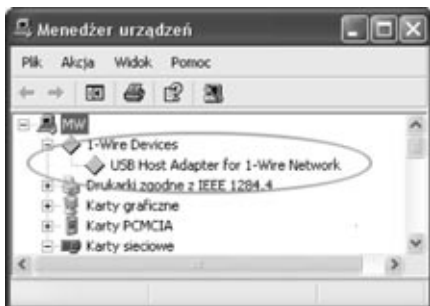 Menedżer urządzeń
Plik Akcja Widok Pomoc
MW
1-Wire Devices
USB Host Adapter for 1-Wire Network
Drukarki zgodne z IEEE 1284.4
Karty graficzne
Karty PCMCIA
Karty sieciowe